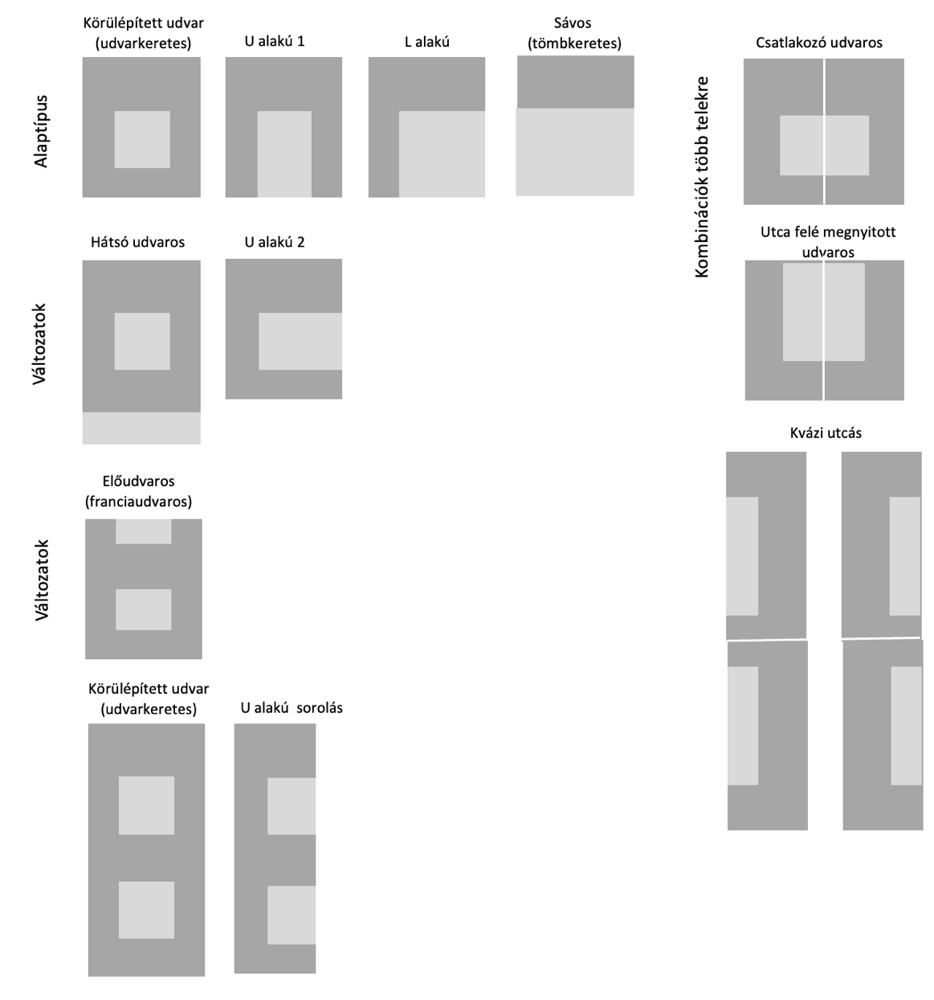 Körülépített udvar
(udvarkeretes)
U alakú 1
L alakú
Sávos
(tömbkeretes)
Csatlakozó udvaros
Alaptípus
Kombinációk több telekre
Hátsó udvaros
U alakú 2
Utca felé megnyitott
udvaros
Változatok
Kvázi utcás
Előudvaros
(franciaudvaros)
Változatok
Körülépített udvar
(udvarkeretes)
U alakú  sorolás